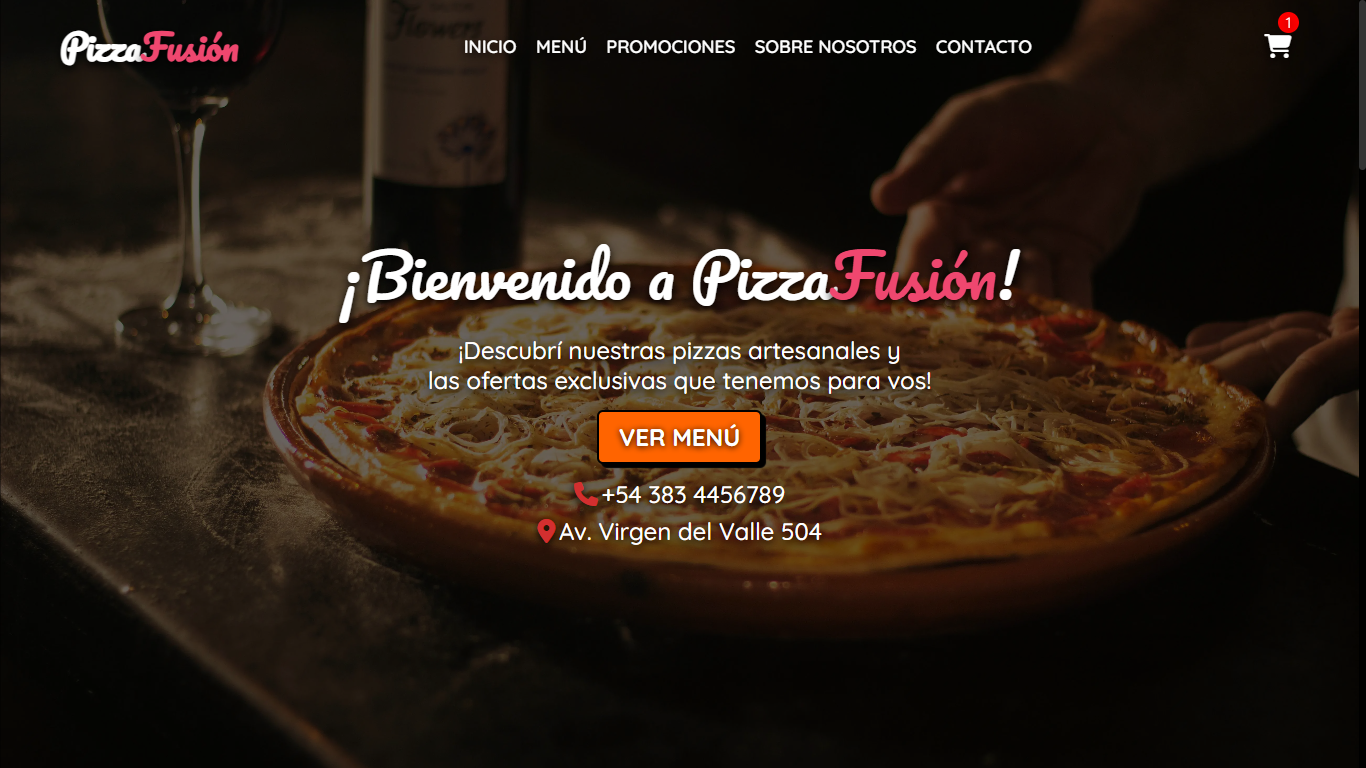 PizzaFusión
INICIO MENÚ PROMOCIONES SOBRE NOSOTROS CONTACTO
1
Flowers
¡Bienvenido a PizzaFusión!
¡Descubrí nuestras pizzas artesanales y
las ofertas exclusivas que tenemos para vos!
VER MENÚ
+54 383 4456789
Av. Virgen del Valle 504